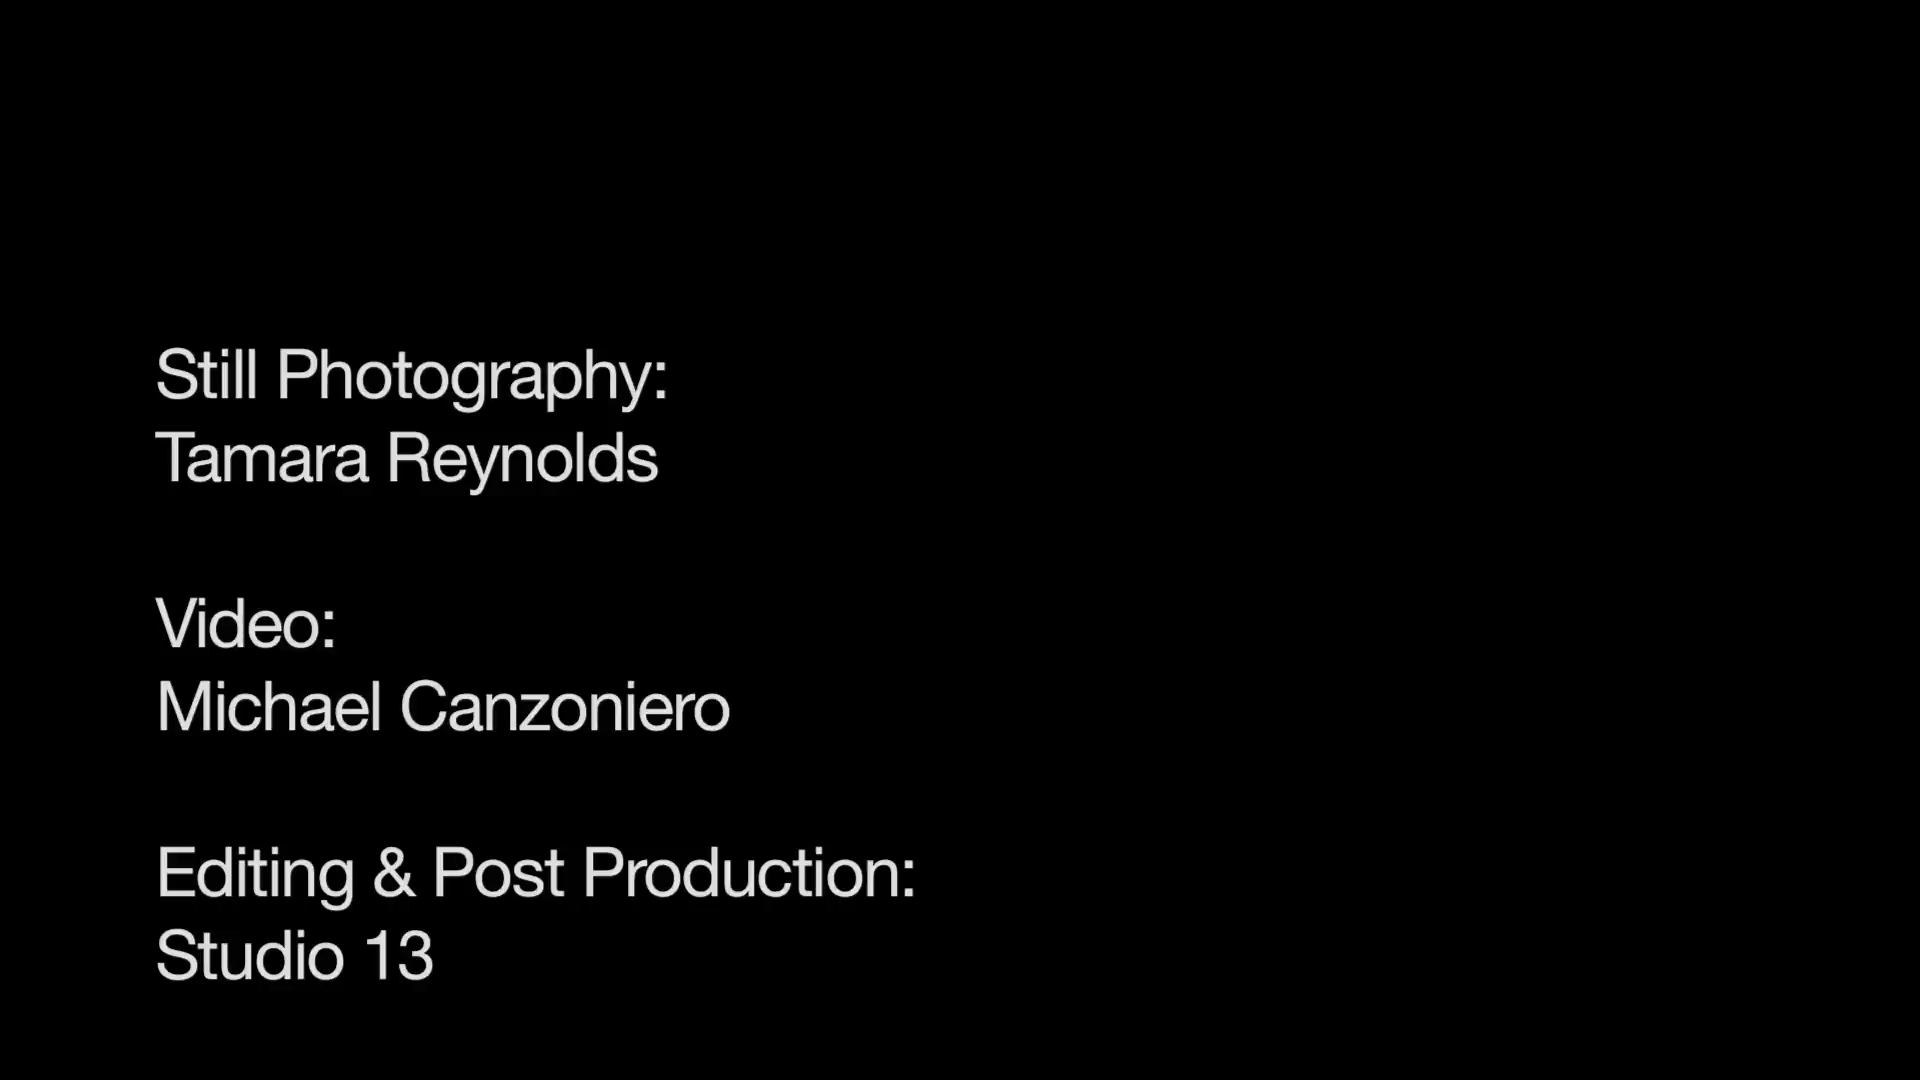 Still Photography:
Tamara Reynolds
Video:
Michael Canzoniero
Editing & Post Production:
Studio 13